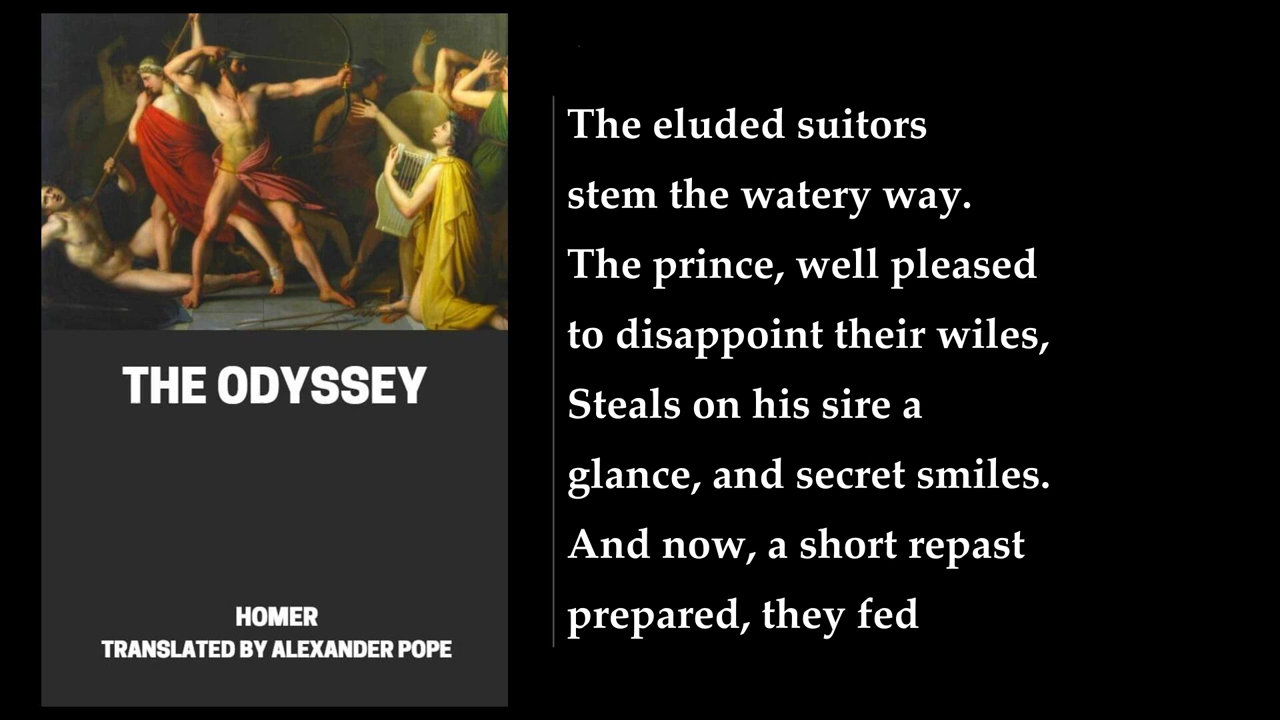 THE ODYSSEY
HOMER
TRANSLATED BY ALEXANDER POPE
The eluded suitors
stem the watery way.
The prince, well pleased
to disappoint their wiles,
Steals on his sire a
glance, and secret smiles.
And now, a short repast
prepared, they fed